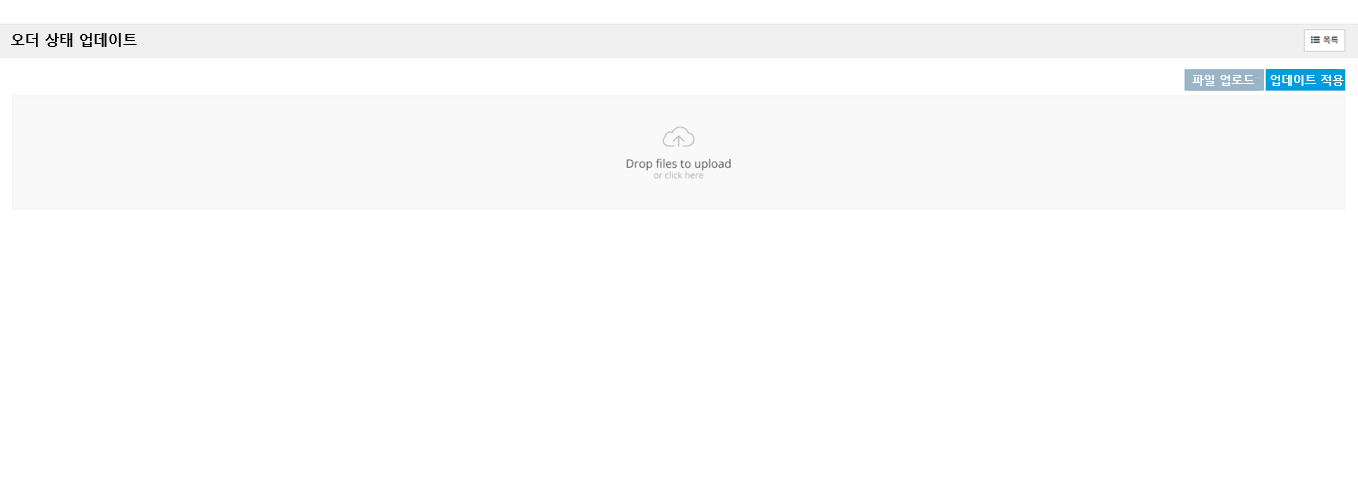 오더 상태 업데이트
목록
파일 업로드 업데이트 적용
Drop files to upload
or click here